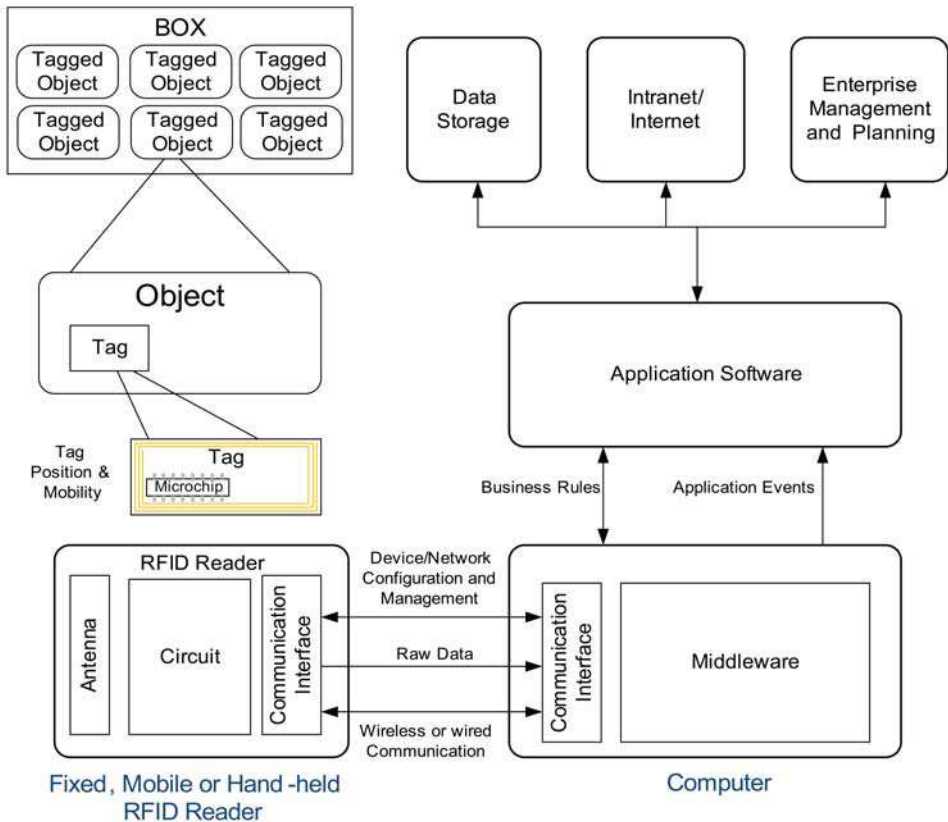 BOX
Tagged
Object
Tagged
Object
Tagged
Object
Tagged
Object
Tagged
Object
Tagged
Object
Object
Tag
Tag
Position &
Mobility
Tag
Microchip
Data
Storage
Intranet/
Internet
Enterprise
Management
and Planning
Application Software
Business Rules
Application Events
RFID Reader
Antenna
Circuit
Communication
Interface
Device/Network
Configuration and
Management
Raw Data
Wireless or wired
Communication
Communication
Interface
Middleware
Fixed, Mobile or Hand -held
RFID Reader
Computer